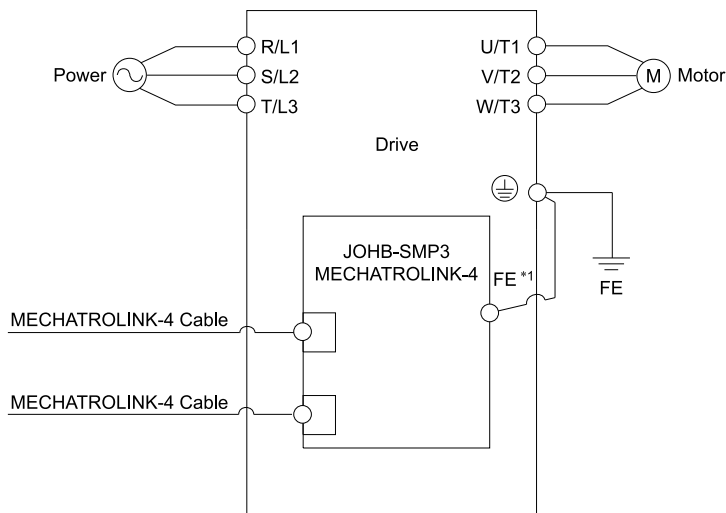 R/L1
U/T1
Power
S/L2
V/T2
M
Motor
T/L3
W/T3
Drive
JOHB-SMP3
MECHATROLINK-4
FE *1
FE
MECHATROLINK-4 Cable
MECHATROLINK-4 Cable